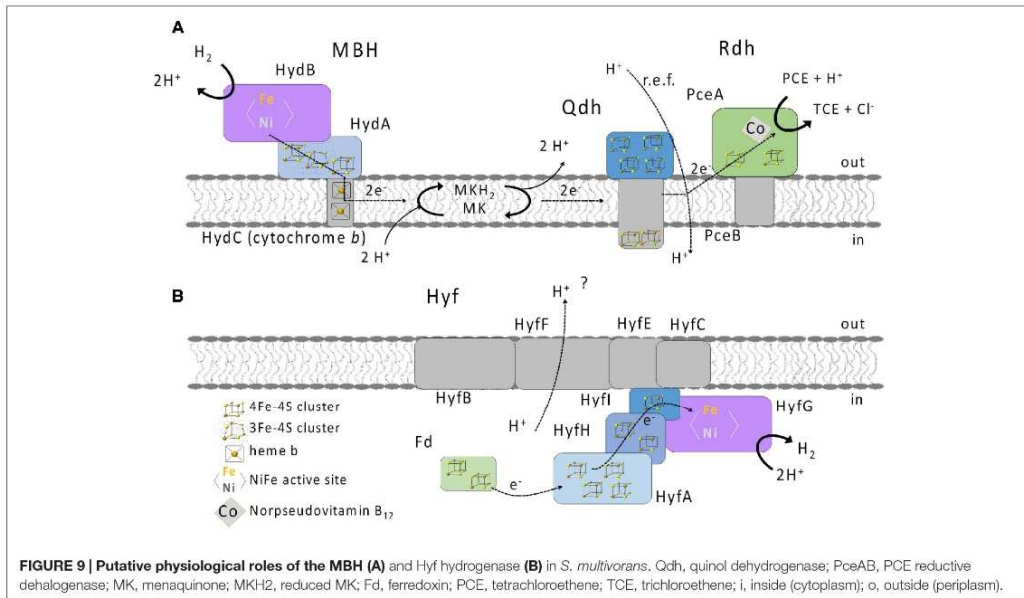 A
MBH
Rdh
H₂
2H⁺
HydB
Fe
Ni
HydA
H⁺
r.e.f.
Qdh
PceA
PCE + H⁺
Co
TCE + Cl⁻
2 H⁺
2e⁻
out
2e⁻
MKH₂
MK
2e⁻
HydC (cytochrome b)
2 H⁺
PceB
in
H⁺
B
Hyf
H⁺ ?
HyfF
HyfE
HyfC
out
HyfB
HyfI
in
4Fe-4S cluster
3Fe-4S cluster
heme b
Fe
Ni
NiFe active site
Co
Norpseudovitamin B₁₂
Fd
e⁻
H⁺
HyfH
e⁻
Fe
Ni
HyfG
H₂
2H⁺
HyfA
FIGURE 9 | Putative physiological roles of the MBH (A) and Hyf hydrogenase (B) in S. multivorans. Qdh, quinol dehydrogenase; PceAB, PCE reductive
dehalogenase; MK, menaquinone; MKH2, reduced MK; Fd, ferredoxin; PCE, tetrachloroethene; TCE, trichloroethene; i, inside (cytoplasm); o, outside (periplasm).